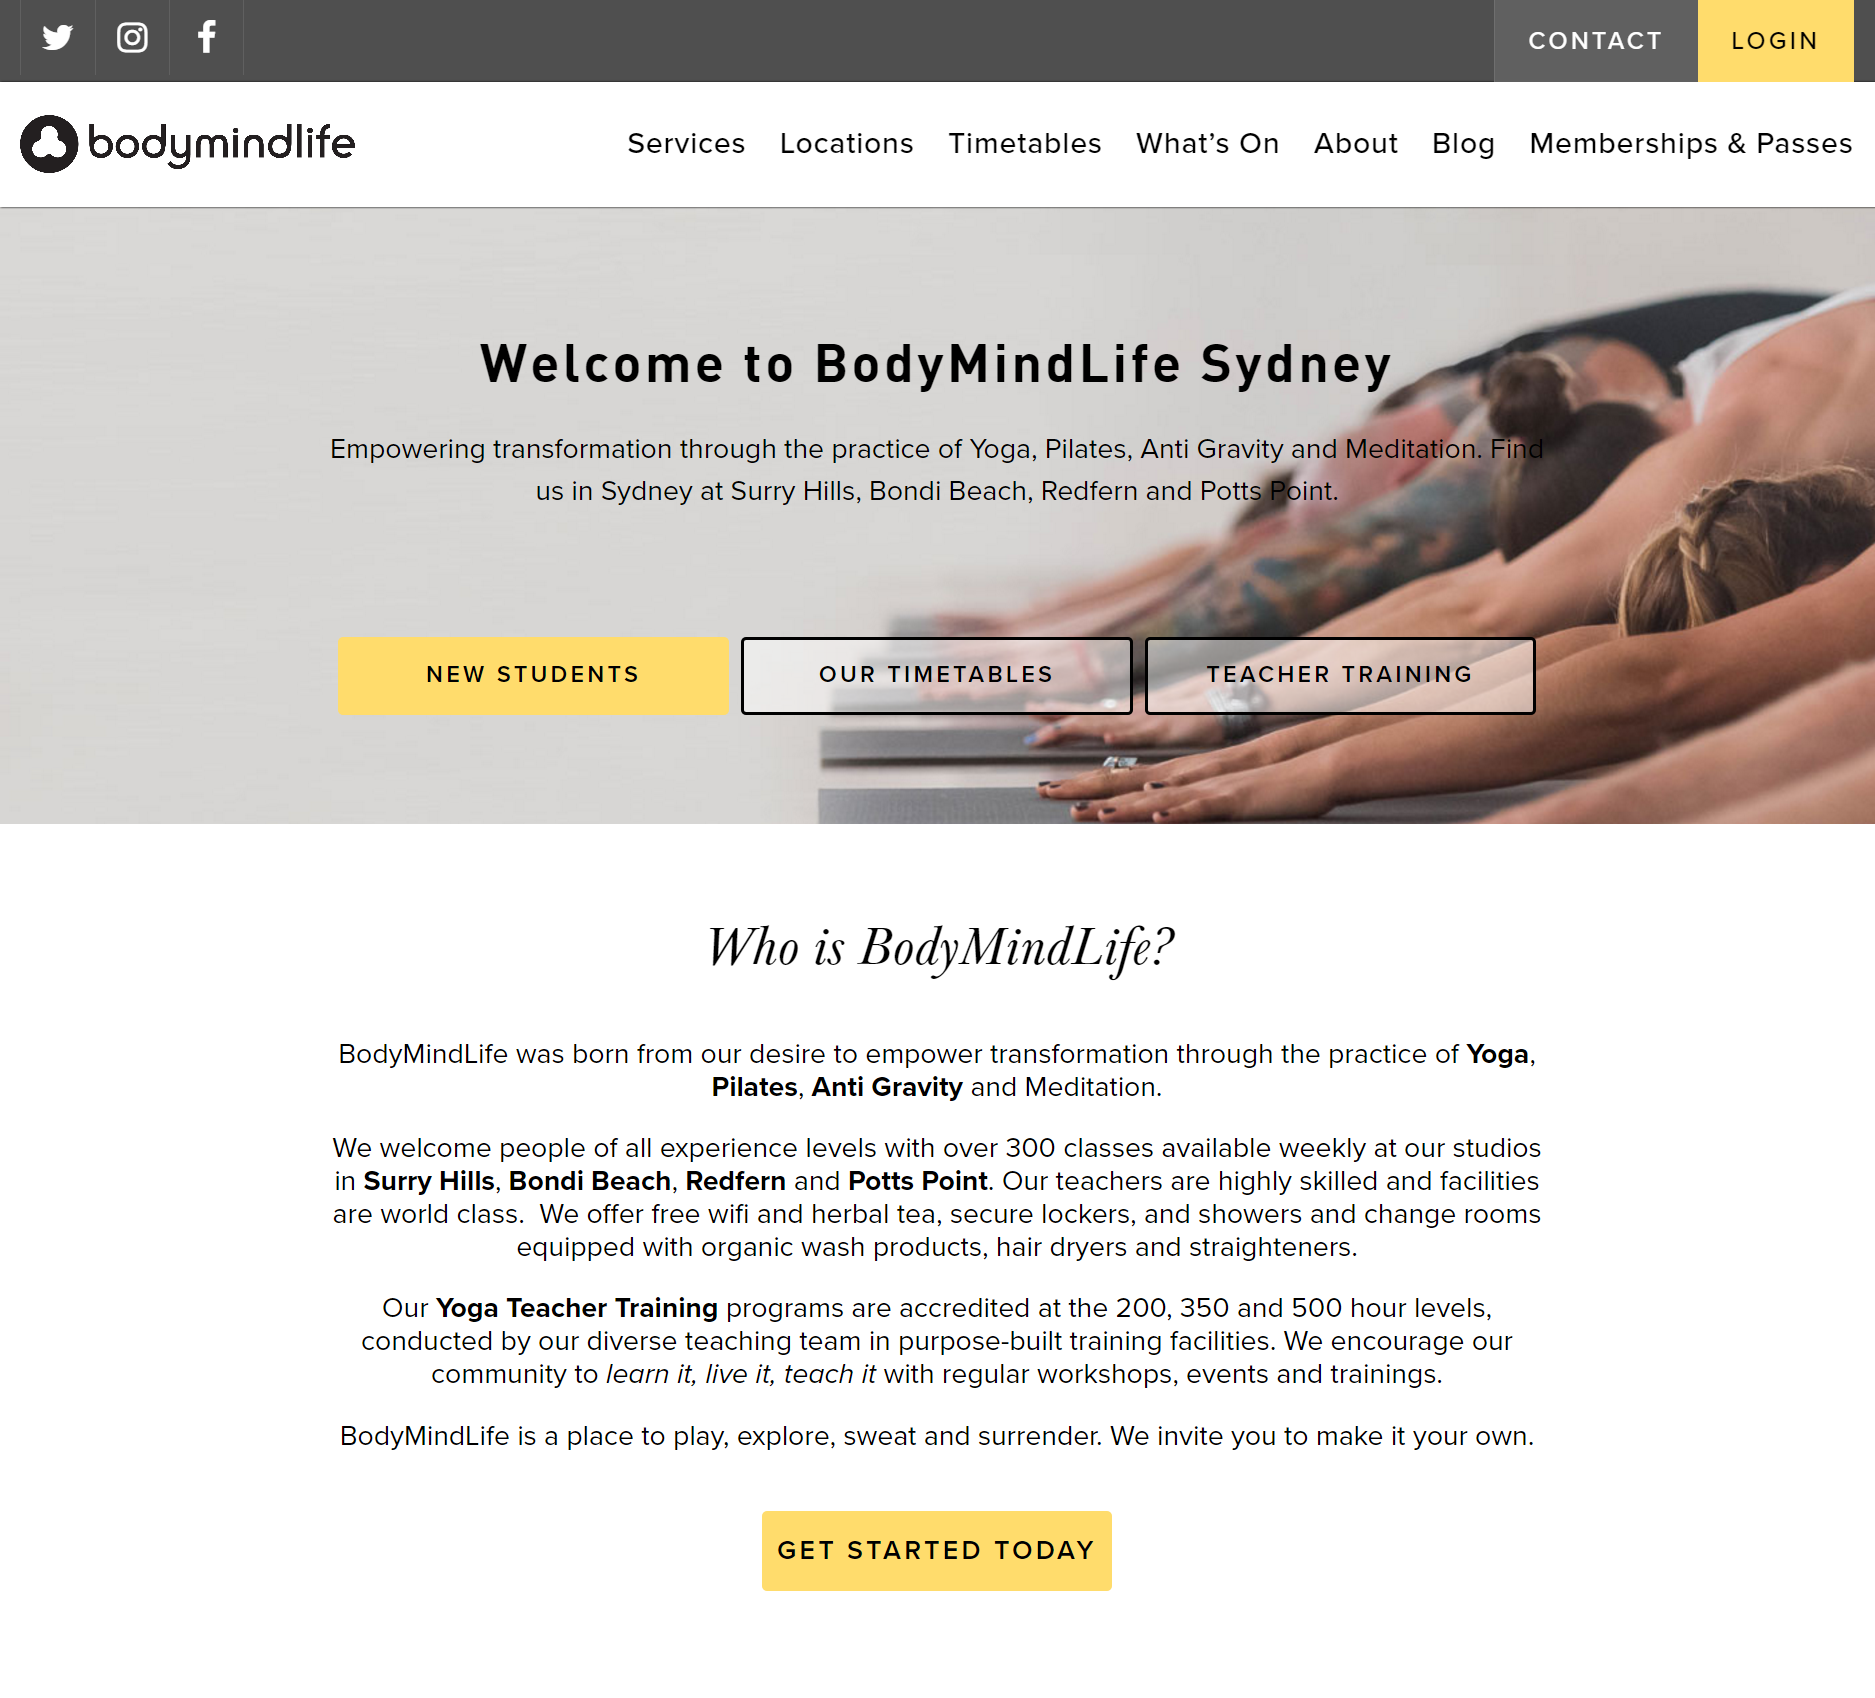 CONTACT
LOGIN
bodymindlife
Services
Locations
Timetables
What’s On
About
Blog
Memberships & Passes
Welcome to BodyMindLife Sydney
Empowering transformation through the practice of Yoga, Pilates, Anti Gravity and Meditation. Find
us in Sydney at Surry Hills, Bondi Beach, Redfern and Potts Point.
NEW STUDENTS
OUR TIMETABLES
TEACHER TRAINING
Who is BodyMindLife?
BodyMindLife was born from our desire to empower transformation through the practice of Yoga,
Pilates, Anti Gravity and Meditation.
We welcome people of all experience levels with over 300 classes available weekly at our studios
in Surry Hills, Bondi Beach, Redfern and Potts Point. Our teachers are highly skilled and facilities
are world class.  We offer free wifi and herbal tea, secure lockers, and showers and change rooms
equipped with organic wash products, hair dryers and straighteners.
Our Yoga Teacher Training programs are accredited at the 200, 350 and 500 hour levels,
conducted by our diverse teaching team in purpose-built training facilities. We encourage our
community to learn it, live it, teach it with regular workshops, events and trainings.
BodyMindLife is a place to play, explore, sweat and surrender. We invite you to make it your own.
GET STARTED TODAY